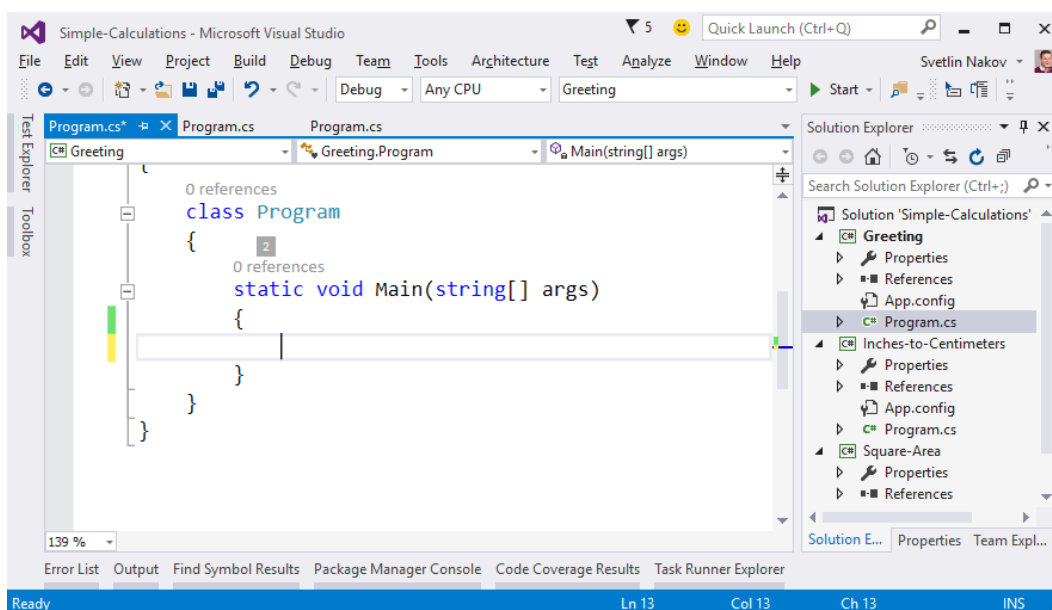 Simple-Calculations - Microsoft Visual Studio 5 Quick Launch (Ctrl+Q)
File Edit View Project Build Debug Team Tools Architecture Test Analyze Window Help Svetlin Nakov
Debug Any CPU Greeting Start
Test Explorer
Toolbox
Program.cs* Program.cs Program.cs
C# Greeting Greeting.Program Main(string[] args)
{
0 references
class Program
{
2
0 references
static void Main(string[] args)
{
}
}
}
139 %
Solution Explorer
Search Solution Explorer (Ctrl+;)
Solution 'Simple-Calculations'
C# Greeting
Properties
References
App.config
C# Program.cs
C# Inches-to-Centimeters
Properties
References
App.config
C# Program.cs
C# Square-Area
Properties
References
Solution E... Properties Team Expl...
Error List Output Find Symbol Results Package Manager Console Code Coverage Results Task Runner Explorer
Ready Ln 13 Col 13 Ch 13 INS